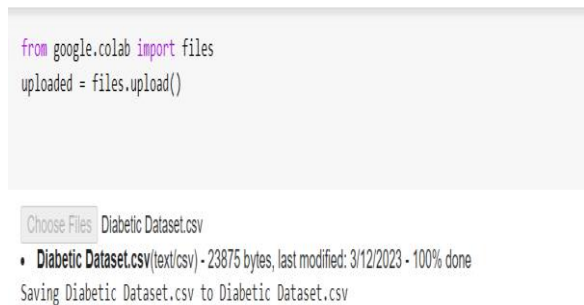 from google.colab import files
uploaded = files.upload()
Choose Files Diabetic Dataset.csv
• Diabetic Dataset.csv(text/csv) - 23875 bytes, last modified: 3/12/2023 - 100% done
Saving Diabetic Dataset.csv to Diabetic Dataset.csv